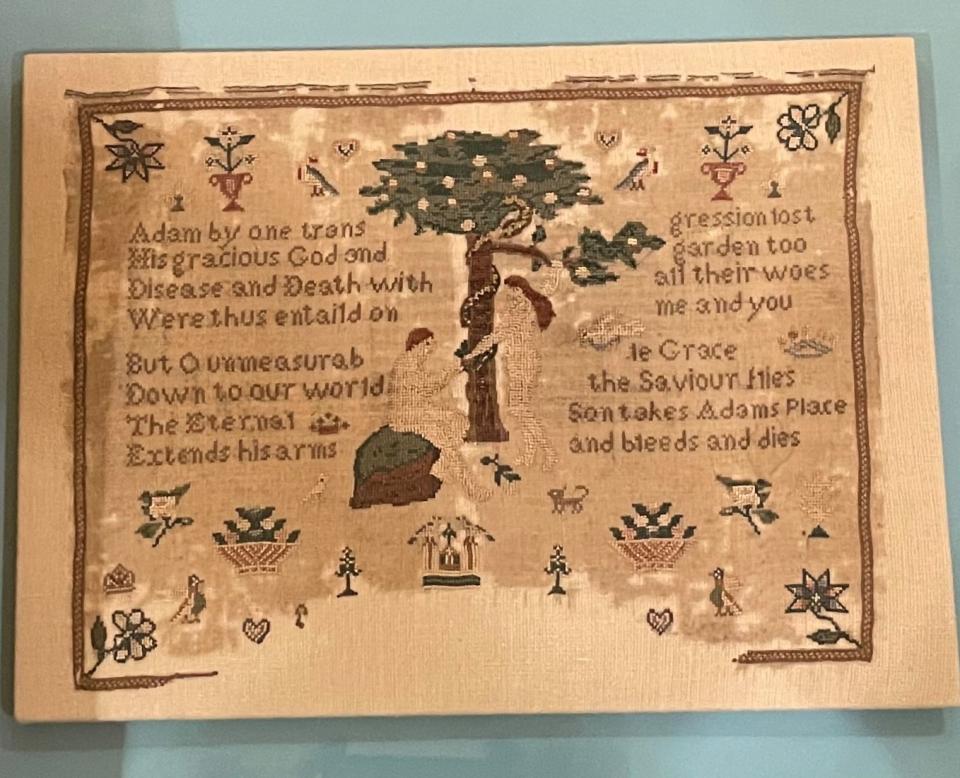 Adam by one trans gression lost
His gracious God and garden too
Disease and Death with all their woes
Were thus entaild on me and you
But O unmeasurab le Grace
Down to our world the Saviour flies
The Eternal Son takes Adams Place
Extends his arms and bleeds and dies